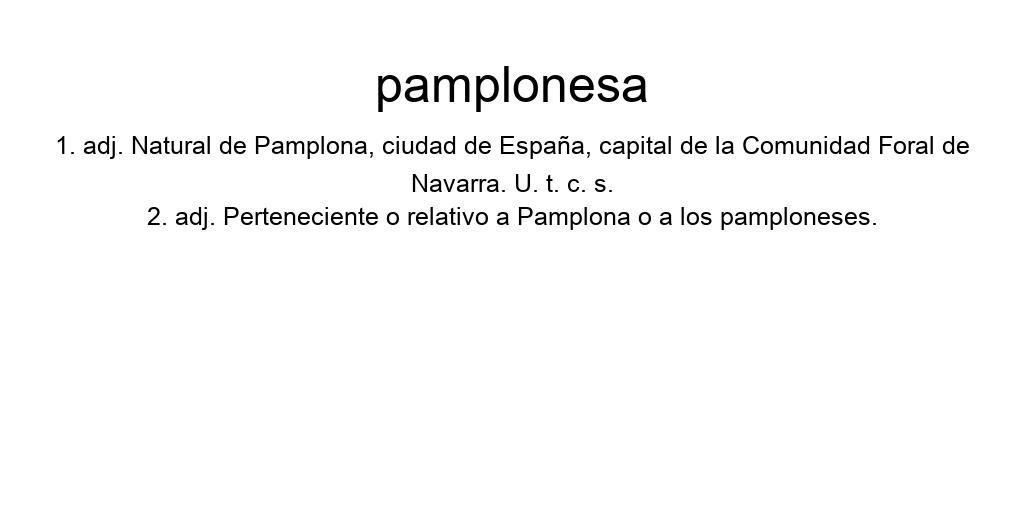 pamplonesa
1. adj. Natural de Pamplona, ciudad de España, capital de la Comunidad Foral de
Navarra. U. t. c. s.
2. adj. Perteneciente o relativo a Pamplona o a los pamploneses.